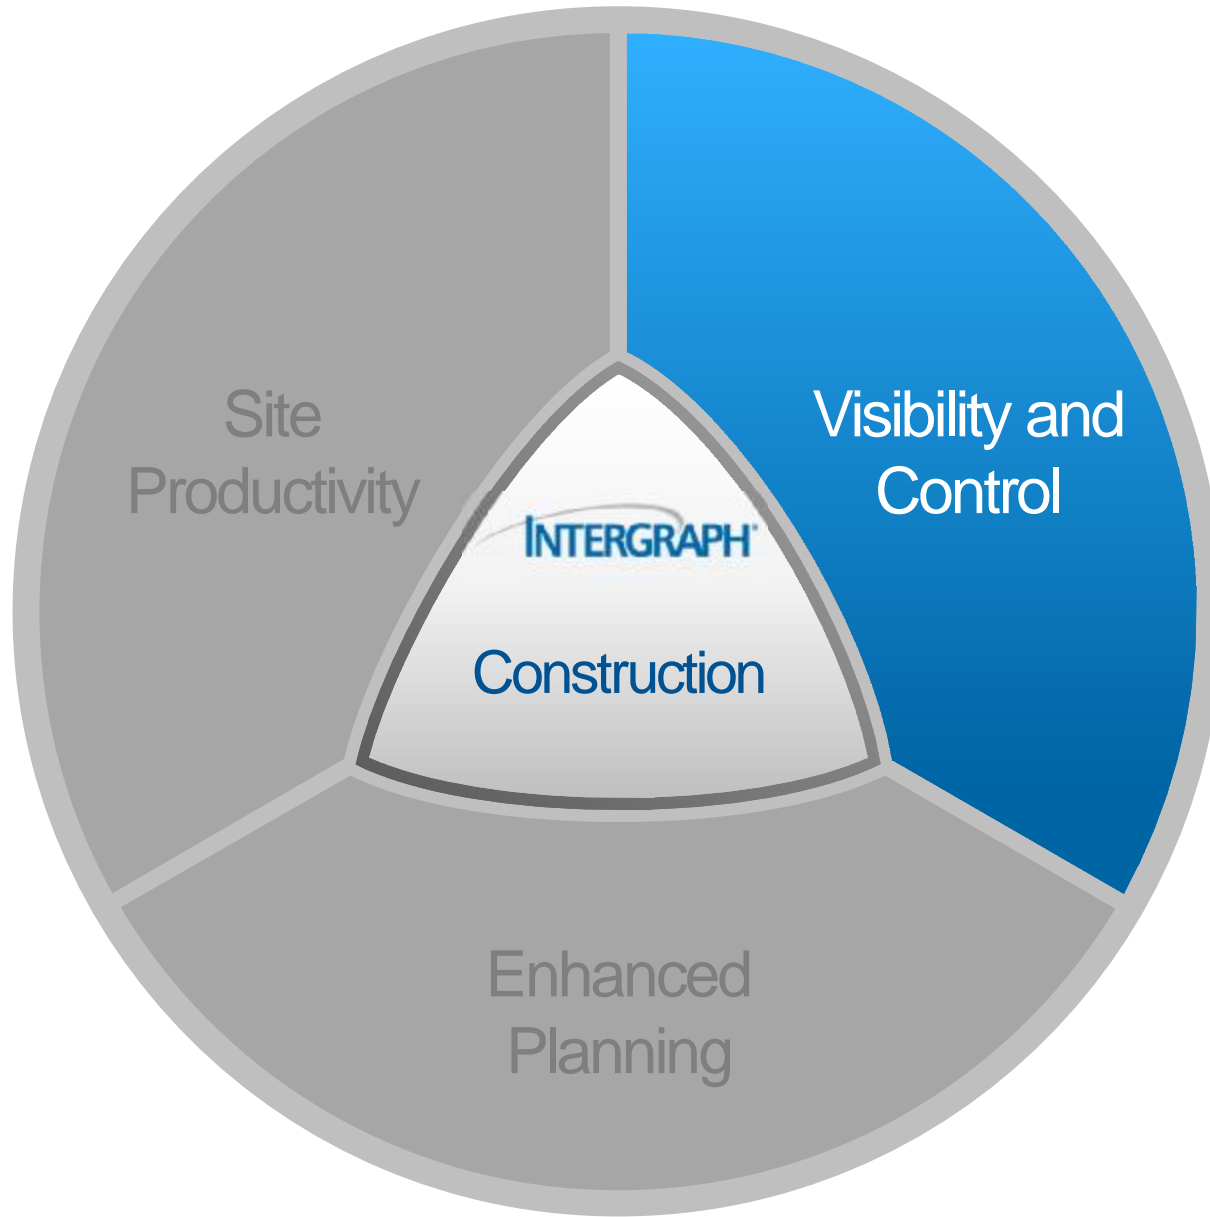 Site
Productivity
Visibility and
Control
INTERGRAPH®
Construction
Enhanced
Planning